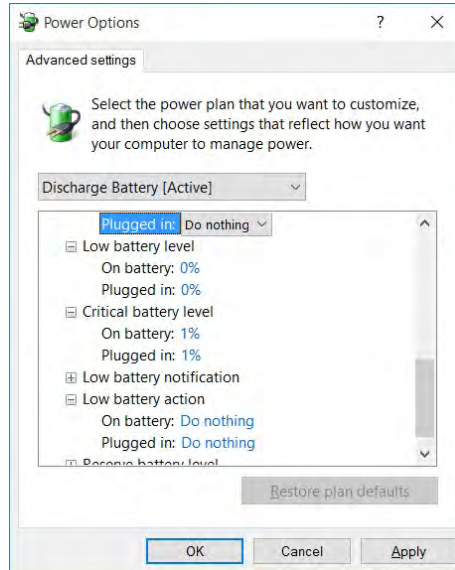 Power Options
?
Advanced settings
Select the power plan that you want to customize,
and then choose settings that reflect how you want
your computer to manage power.
Discharge Battery [Active]
Plugged in: Do nothing
Low battery level
On battery: 0%
Plugged in: 0%
Critical battery level
On battery: 1%
Plugged in: 1%
Low battery notification
Low battery action
On battery: Do nothing
Plugged in: Do nothing
Reserve battery level
Restore plan defaults
OK Cancel Apply